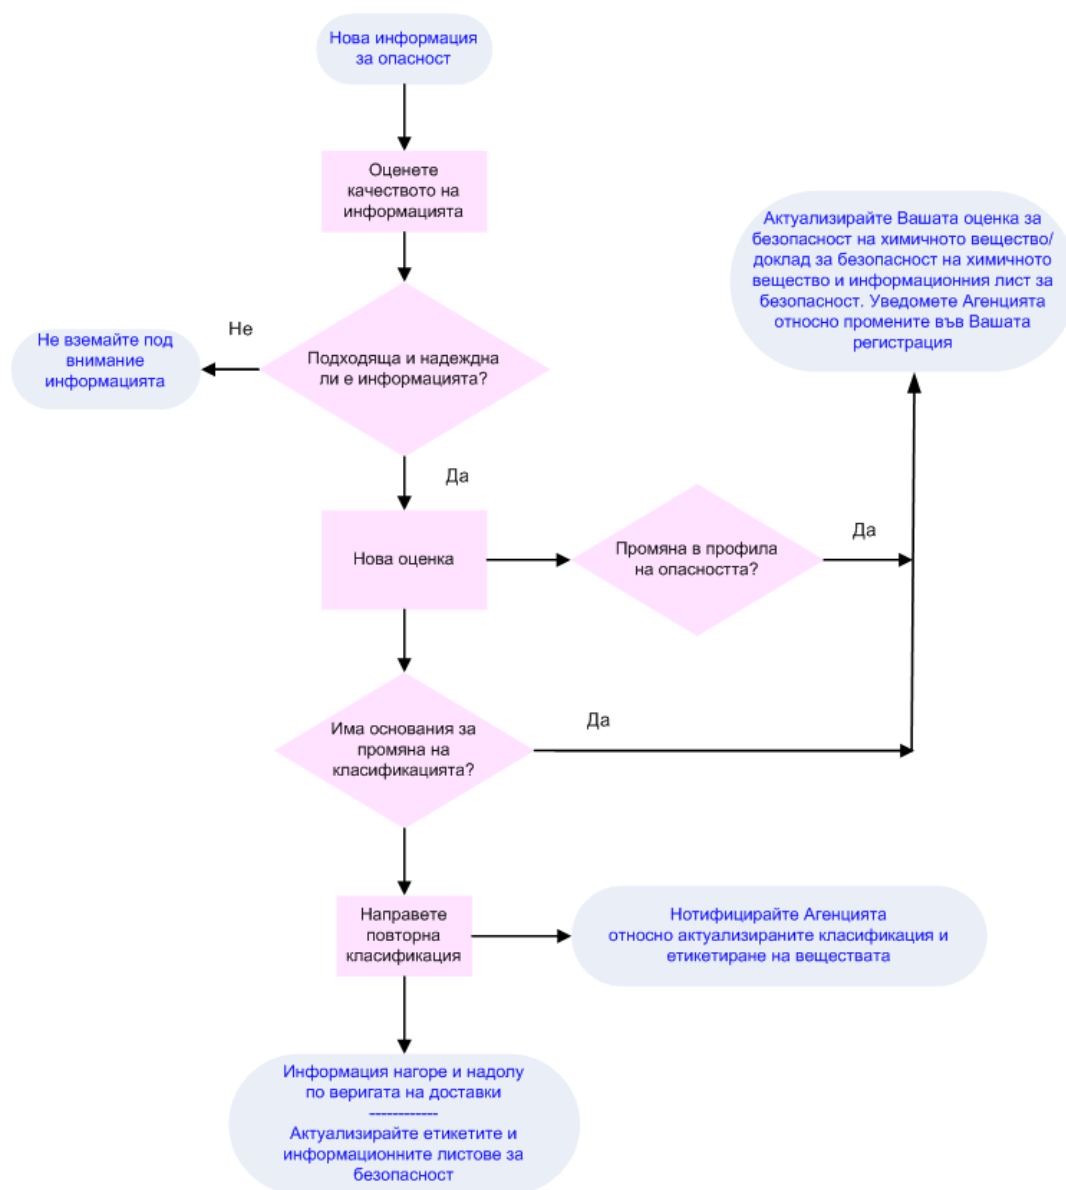 Нова информация
за опасност
Оценете
качеството на
информацията
Актуализирайте Вашата оценка за
безопасност на химичното вещество/
доклад за безопасност на химичното
вещество и информационния лист за
безопасност. Уведомете Агенцията
относно промените във Вашата
регистрация
Не
Не вземайте под
внимание
информацията
Подходяща и надеждна
ли е информацията?
Да
Нова оценка
Промяна в профила
на опасността?
Да
Има основания за
промяна на
класификацията?
Да
Направете
повторна
класификация
Нотифицирайте Агенцията
относно актуализираните класификация и
етикетиране на веществата
Информация нагоре и надолу
по веригата на доставки
------------
Актуализирайте етикетите и
информационните листове за
безопасност